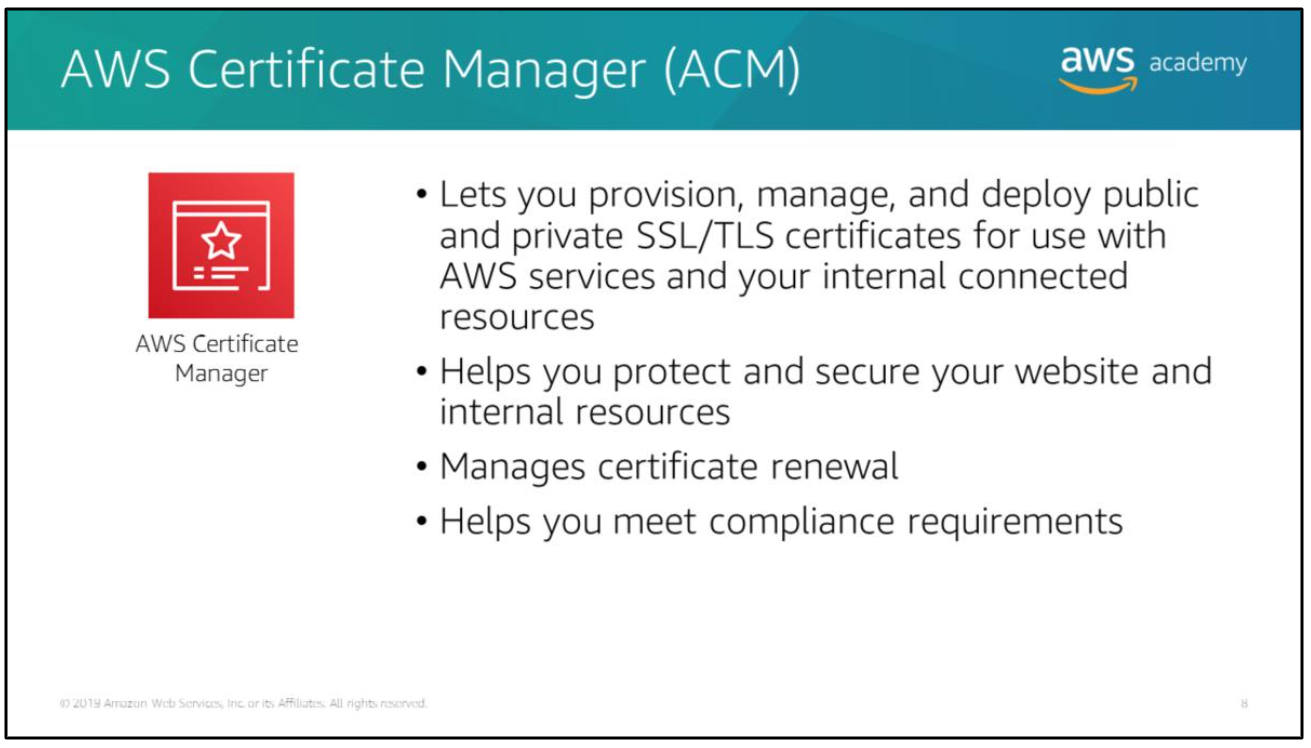 AWS Certificate Manager (ACM)
aws academy
AWS Certificate
Manager
• Lets you provision, manage, and deploy public
and private SSL/TLS certificates for use with
AWS services and your internal connected
resources
• Helps you protect and secure your website and
internal resources
• Manages certificate renewal
• Helps you meet compliance requirements
© 2019 Amazon Web Services, Inc. or its Affiliates. All rights reserved.
8